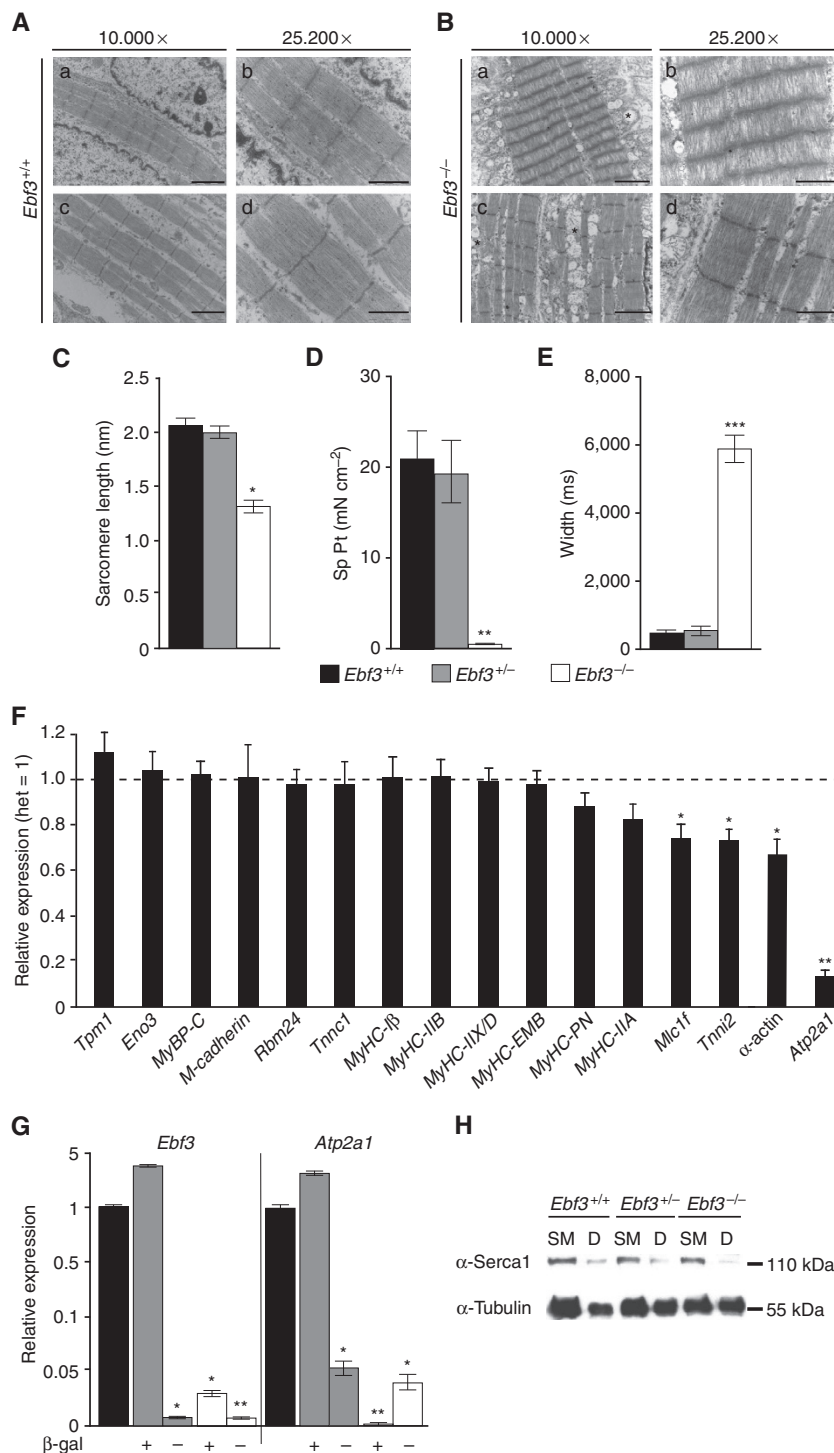 A
B
10.000×
25.200×
10.000×
25.200×
Ebf3+/+
a
b
c
d
Ebf3−/−
a
*
b
c
*
*
d
C
Sarcomere length (nm)
2.5
2.0
1.5
1.0
0.5
0
*
D
Sp Pt (mN cm−2)
30
20
10
0
**
E
Width (ms)
8,000
6,000
4,000
2,000
0
***
Ebf3+/+
Ebf3+/−
Ebf3−/−
F
Relative expression (het = 1)
1.2
1.0
0.8
0.6
0.4
0.2
0
*
*
*
**
Tpm1
Eno3
MyBP-C
M-cadherin
Rbm24
Tnnc1
MyHC-Iβ
MyHC-IIB
MyHC-IIX/D
MyHC-EMB
MyHC-PN
MyHC-IIA
Mlc1f
Tnni2
α-actin
Atp2a1
G
Ebf3
Atp2a1
Relative expression
5
1
0.5
0.1
0.05
0
*
*
**
*
**
*
β-gal
+ − + − + − + −
H
Ebf3+/+ Ebf3+/− Ebf3−/−
SM D SM D SM D
α-Serca1
110 kDa
α-Tubulin
55 kDa